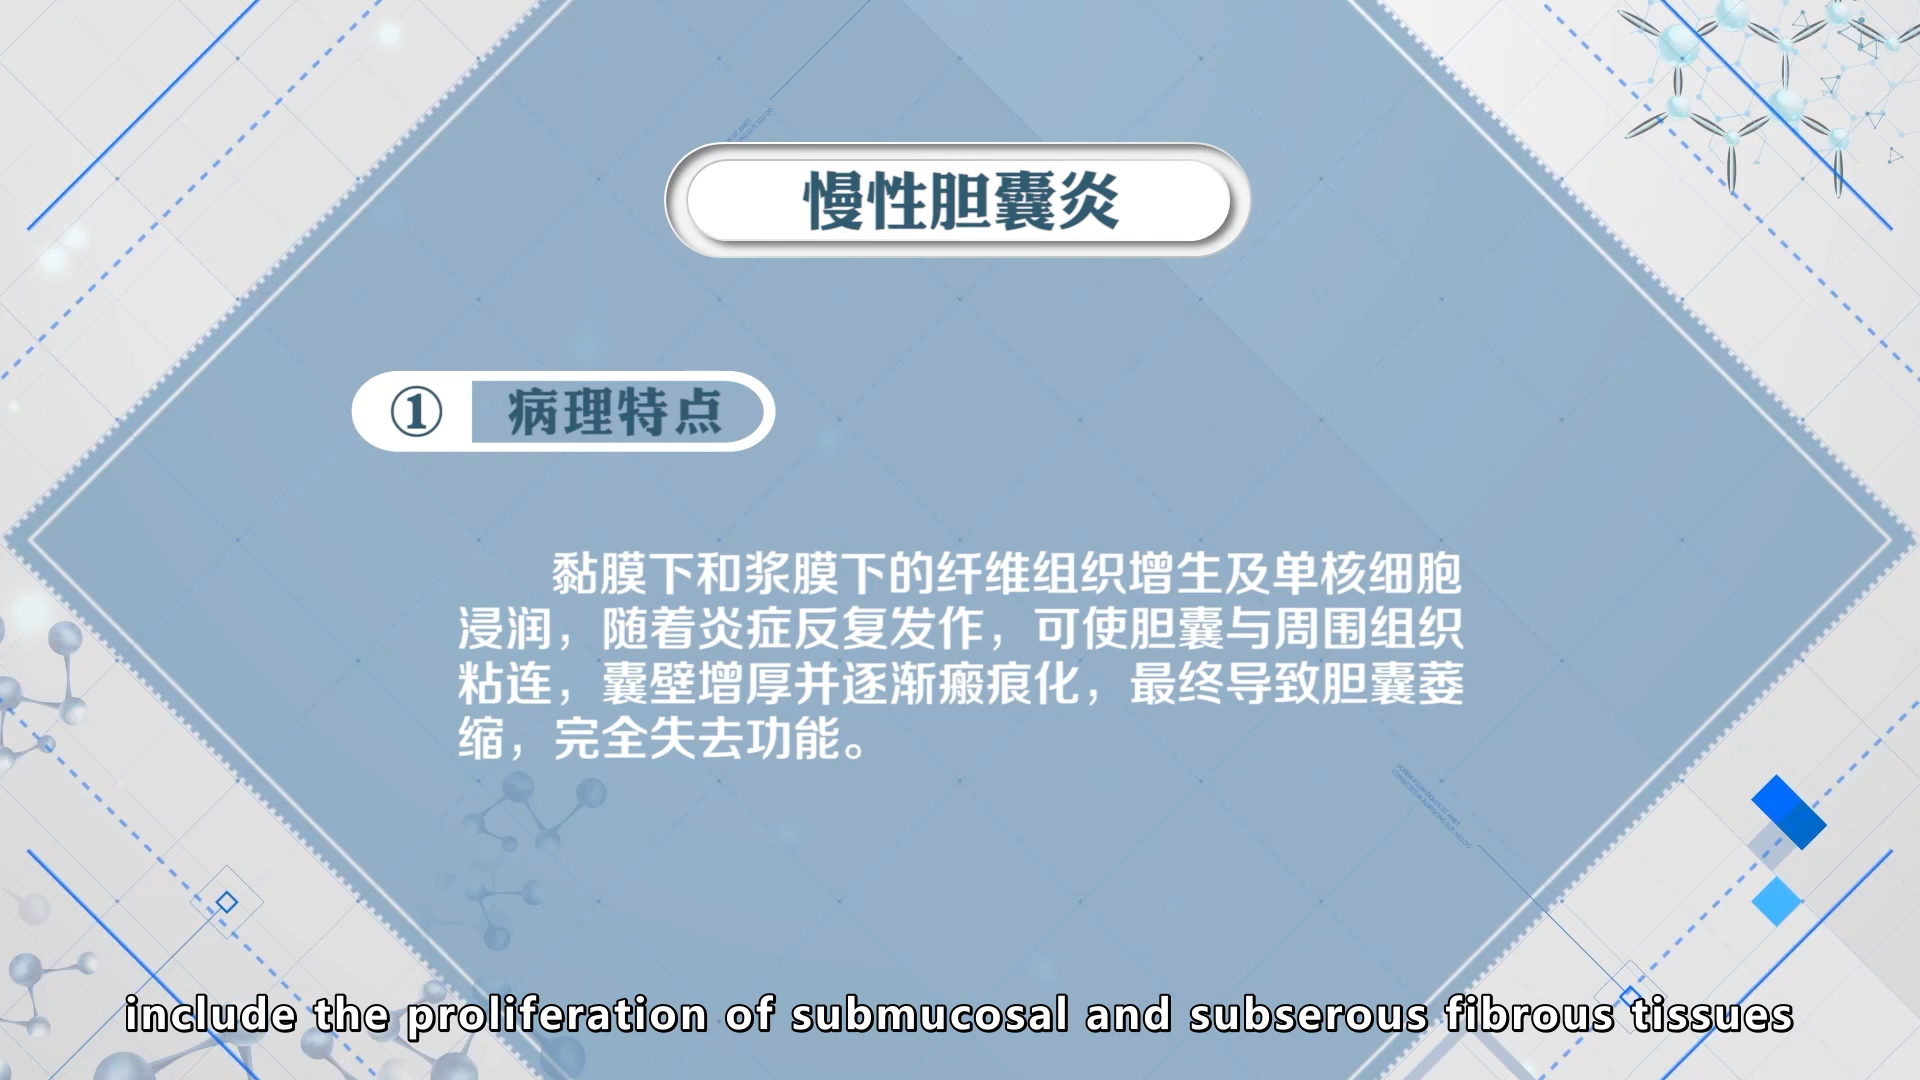 慢性胆囊炎
① 病理特点
黏膜下和浆膜下的纤维组织增生及单核细胞
浸润，随着炎症反复发作，可使胆囊与周围组织
粘连，囊壁增厚并逐渐瘢痕化，最终导致胆囊萎
缩，完全失去功能。
include the proliferation of submucosal and subserous fibrous tissues